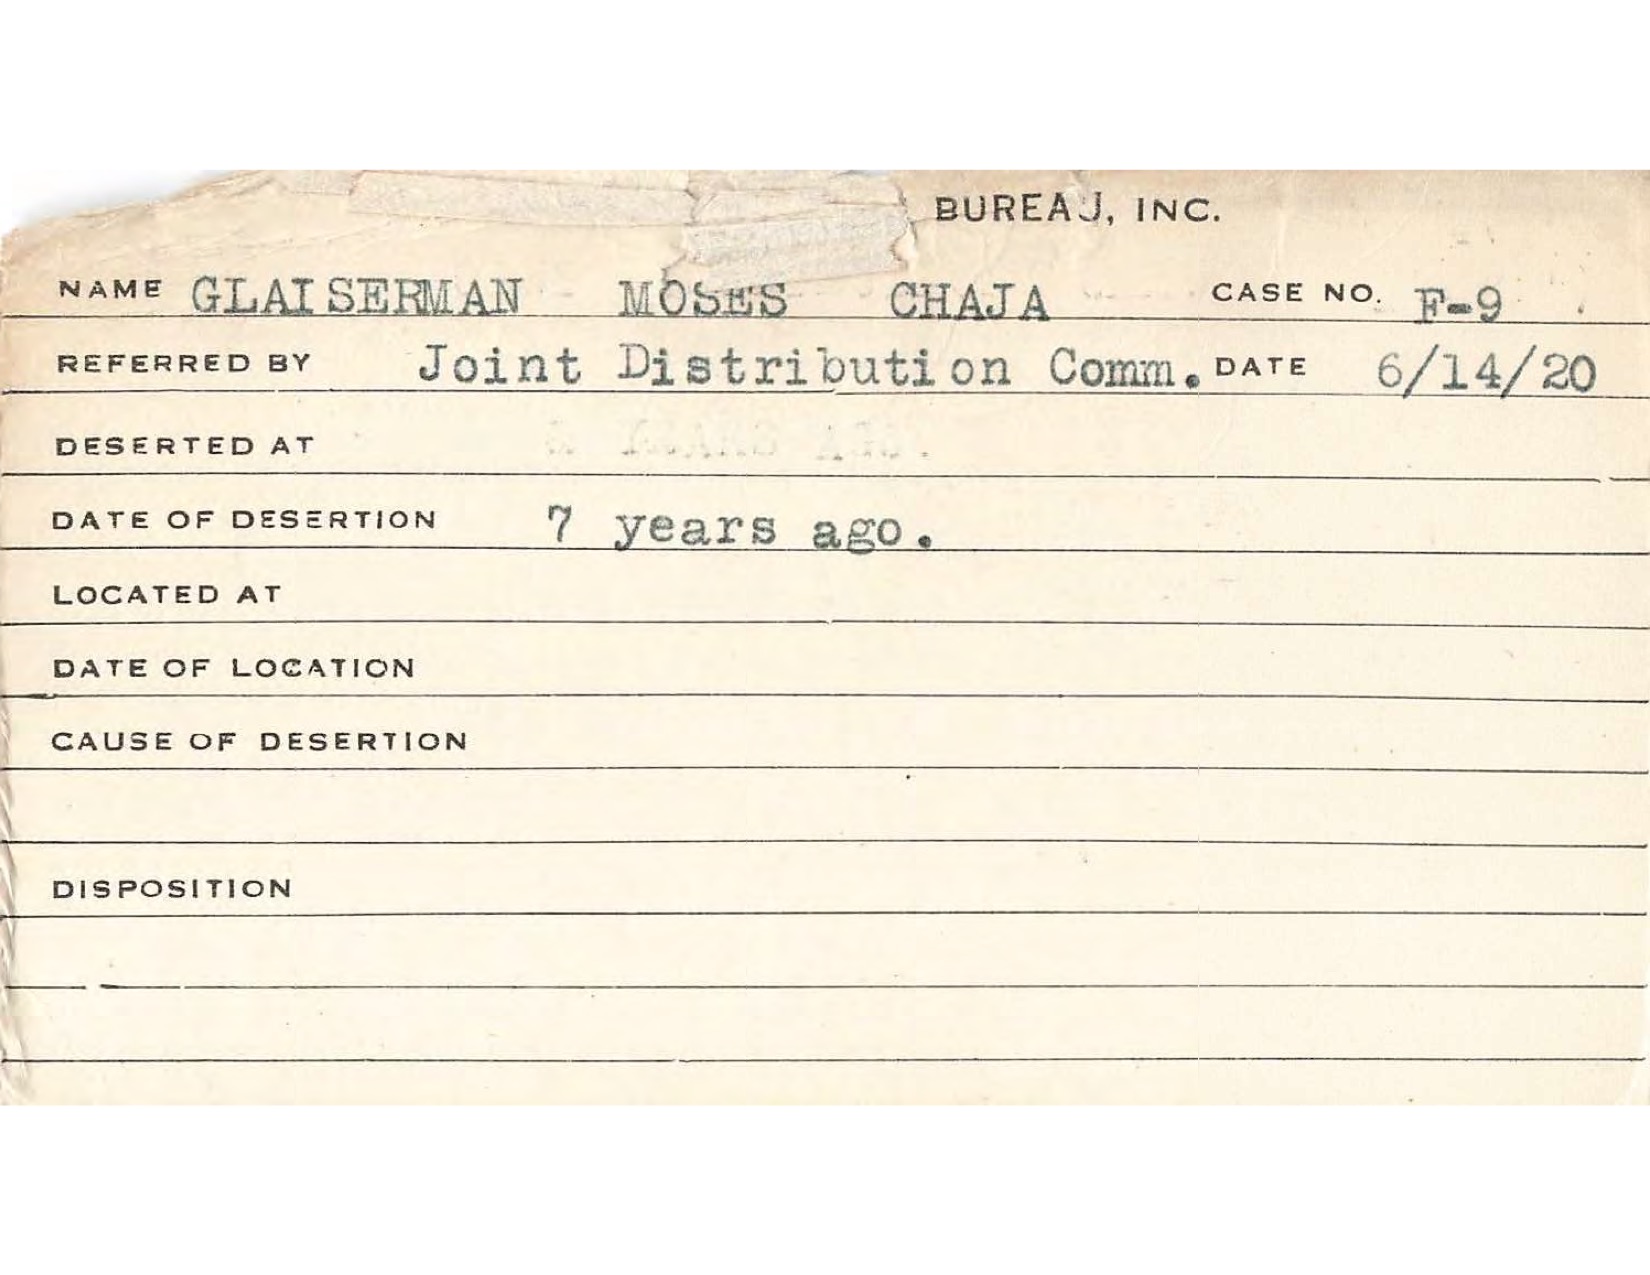 BUREAU, INC.
NAME GLAISERMAN MOSES CHAJA CASE NO. F-9
REFERRED BY Joint Distribution Comm. DATE 6/14/20
DESERTED AT
DATE OF DESERTION 7 years ago.
LOCATED AT
DATE OF LOCATION
CAUSE OF DESERTION
DISPOSITION